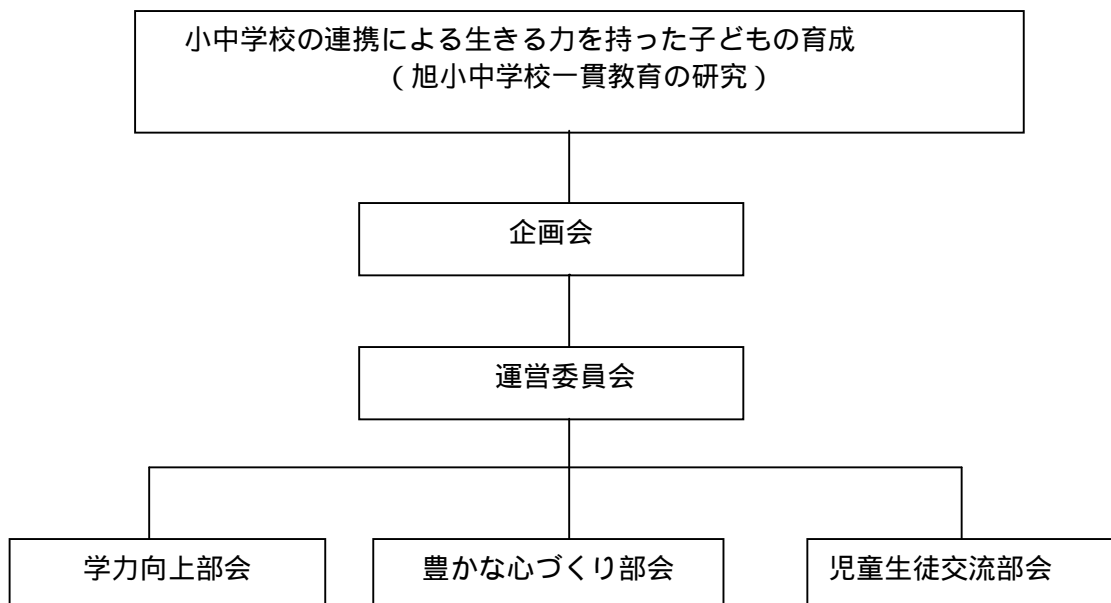 小中学校の連携による生きる力を持った子どもの育成
（旭小中学校一貫教育の研究）
企画会
運営委員会
学力向上部会
豊かな心づくり部会
児童生徒交流部会